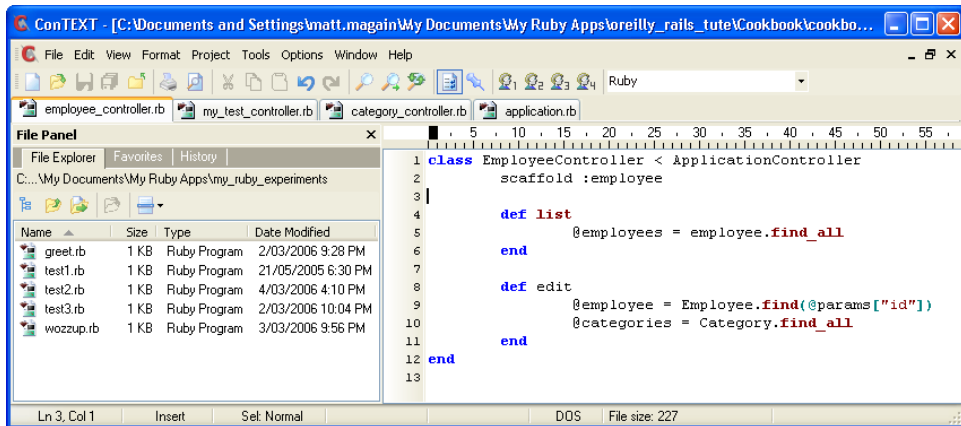 ConTEXT - [C:\Documents and Settings\matt.magain\My Documents\My Ruby Apps\oreilly_rails_tute\Cookbook\cookbo...
File Edit View Format Project Tools Options Window Help
1 2 3 4 Ruby
employee_controller.rb my_test_controller.rb category_controller.rb application.rb
File Panel
File Explorer Favorites History
C:...\My Documents\My Ruby Apps\my_ruby_experiments
Name Size Type Date Modified
greet.rb 1 KB Ruby Program 2/03/2006 9:28 PM
test1.rb 1 KB Ruby Program 21/05/2005 6:30 PM
test2.rb 1 KB Ruby Program 4/03/2006 4:10 PM
test3.rb 1 KB Ruby Program 2/03/2006 10:04 PM
wozzup.rb 1 KB Ruby Program 3/03/2006 9:56 PM
5 10 15 20 25 30 35 40 45 50 55
1 class EmployeeController < ApplicationController
2 scaffold :employee
3
4 def list
5 @employees = employee.find_all
6 end
7
8 def edit
9 @employee = Employee.find(@params["id"])
10 @categories = Category.find_all
11 end
12 end
13
Ln 3, Col 1 Insert Sel: Normal DOS File size: 227